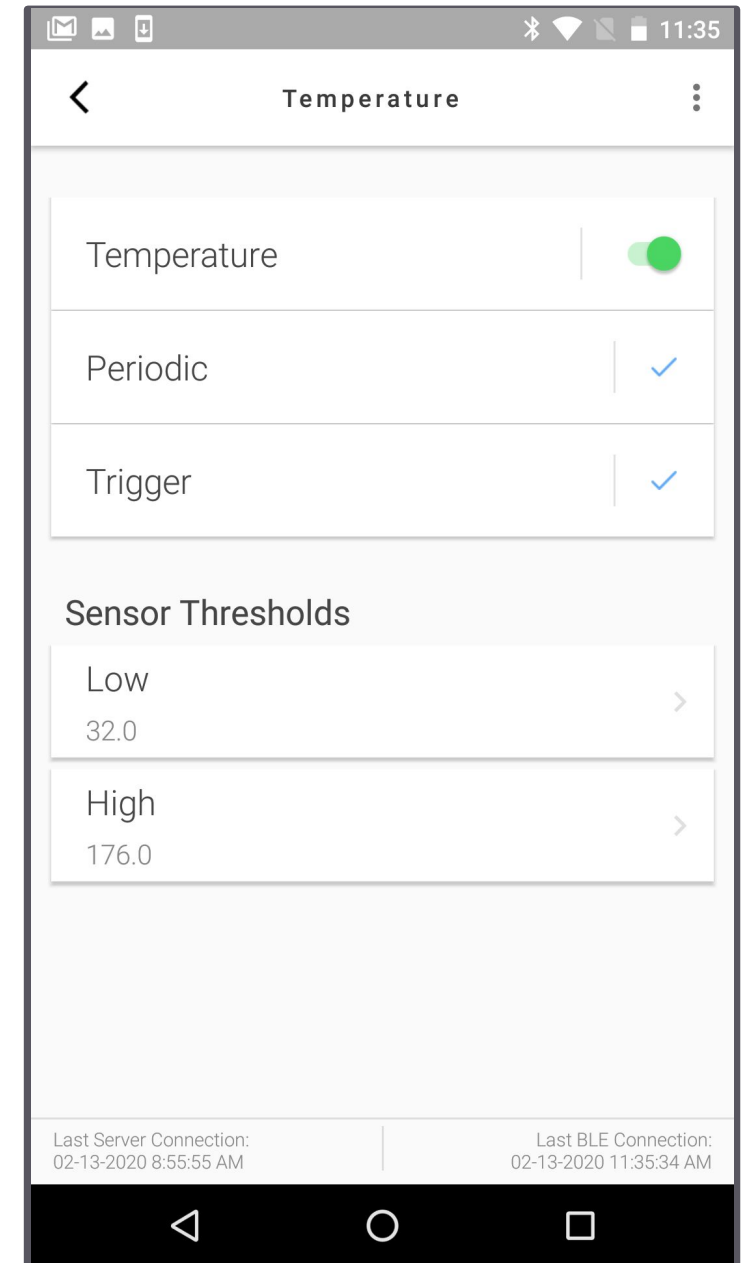 11:35
Temperature
Temperature
Periodic
Trigger
Sensor Thresholds
Low
32.0
High
176.0
Last Server Connection:
02-13-2020 8:55:55 AM
Last BLE Connection:
02-13-2020 11:35:34 AM